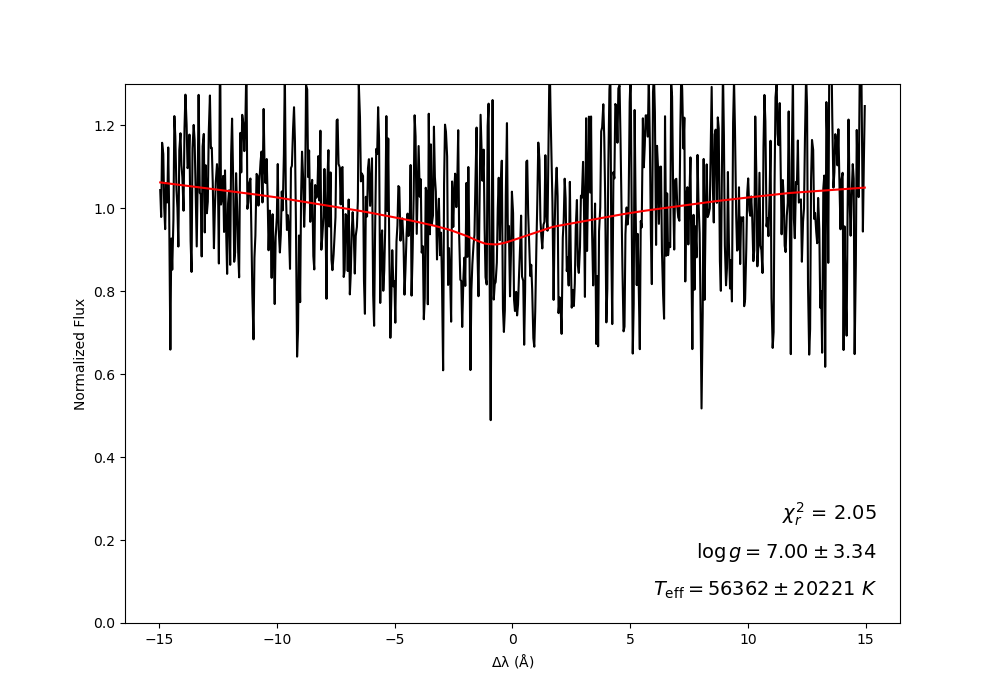 Normalized Flux
1.2
1.0
0.8
0.6
0.4
0.2
0.0
χ²ᵣ = 2.05
log g = 7.00 ± 3.34
T_eff = 56362 ± 20221 K
−15
−10
−5
0
5
10
15
Δλ (Å)